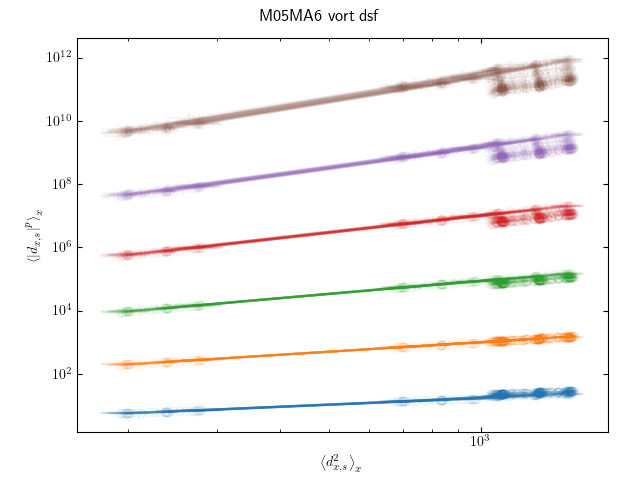 M05MA6 vort dsf
10^{12}
10^{10}
10^{8}
10^{6}
10^{4}
10^{2}
⟨|d_{x,s}|^p⟩_x
10^3
⟨d_{x,s}^2⟩_x